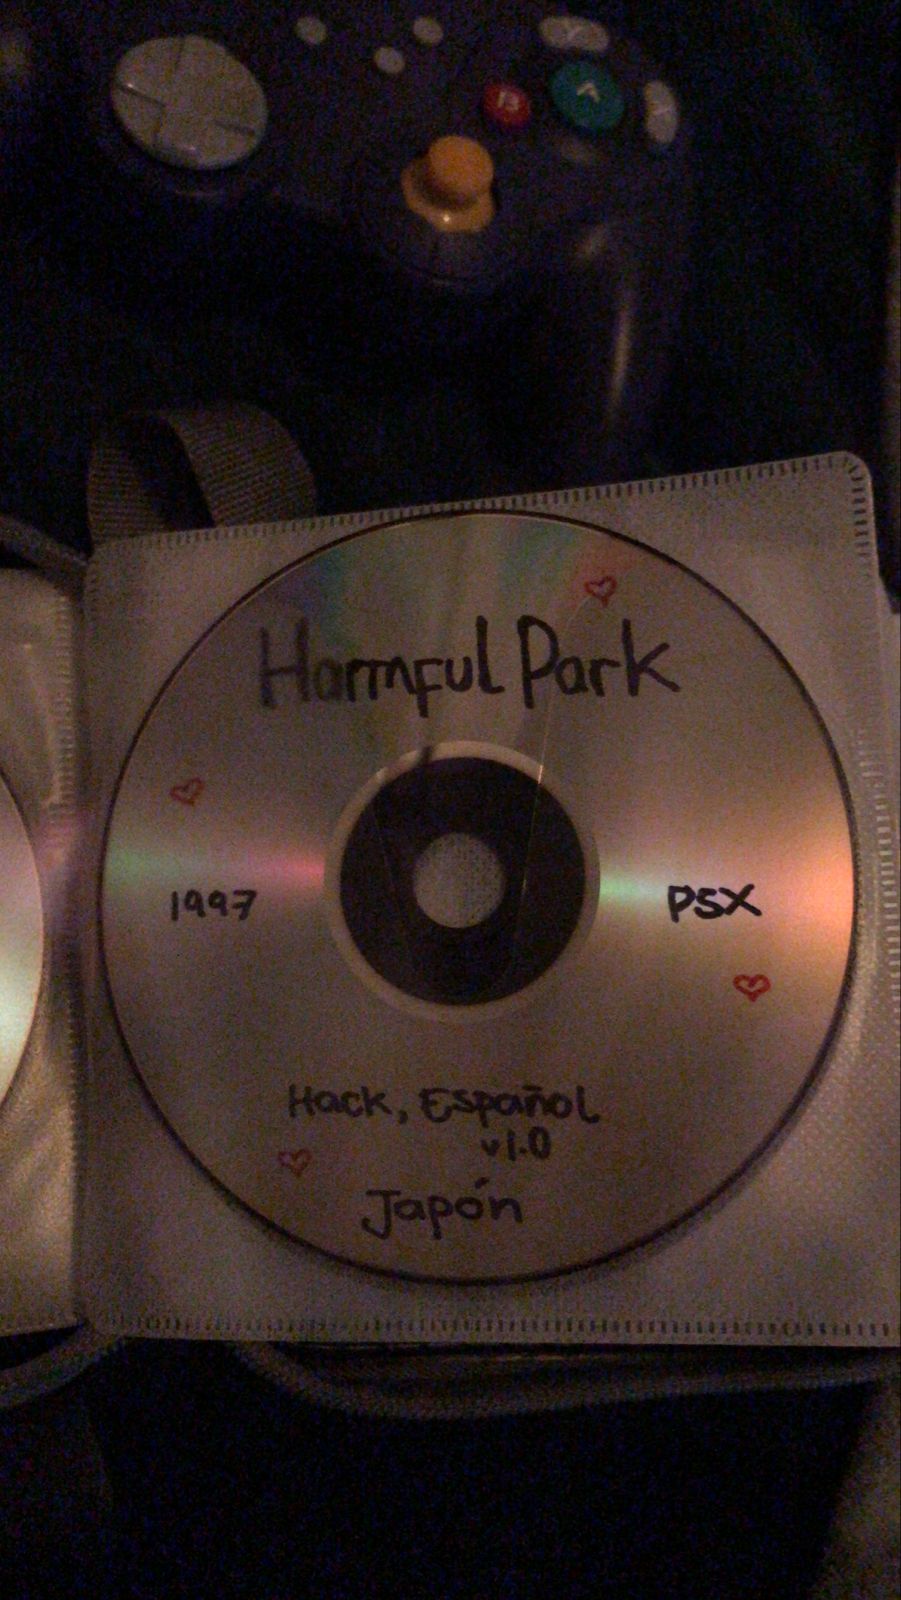 Y
B
A
X
Harmful Park
1997
PSX
Hack, Español
v1.0
Japón